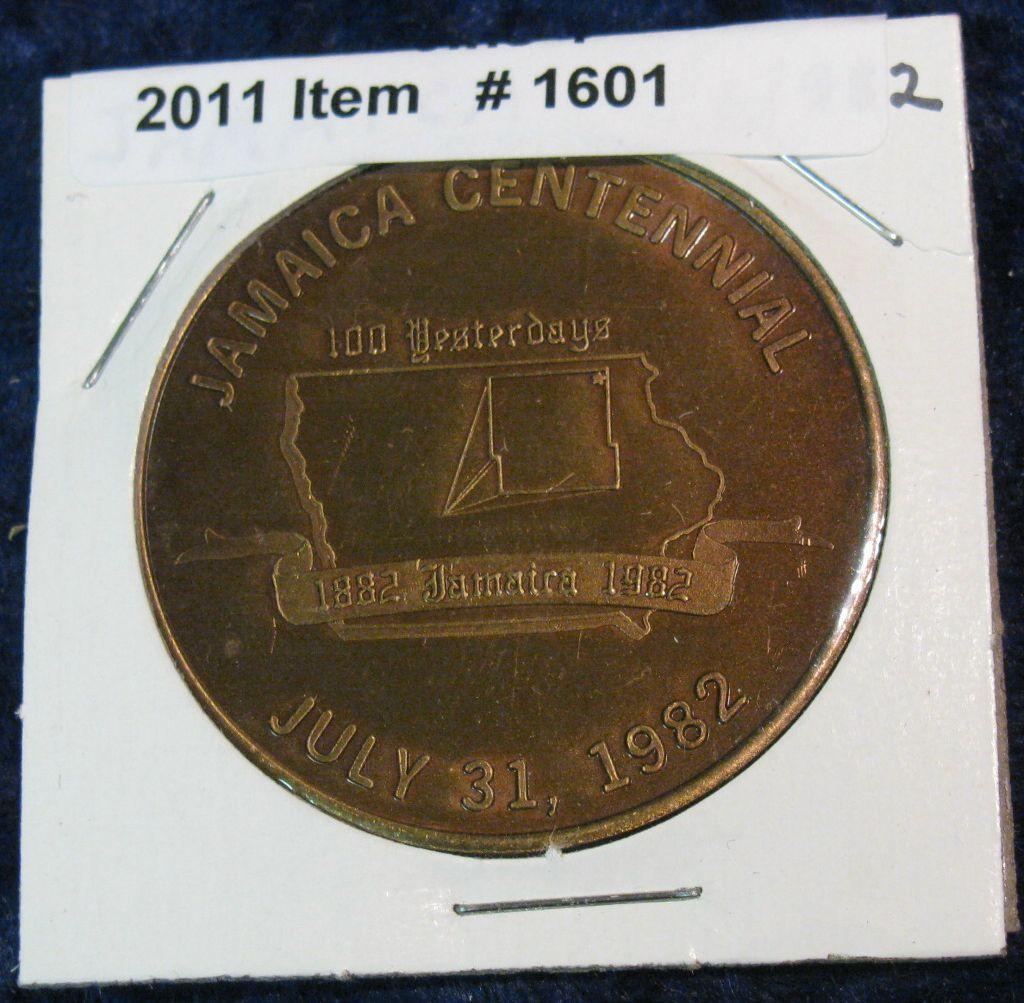 2011 Item # 1601
2
JAMAICA CENTENNIAL
100 Yesterdays
1882 Jamaica 1982
JULY 31, 1982